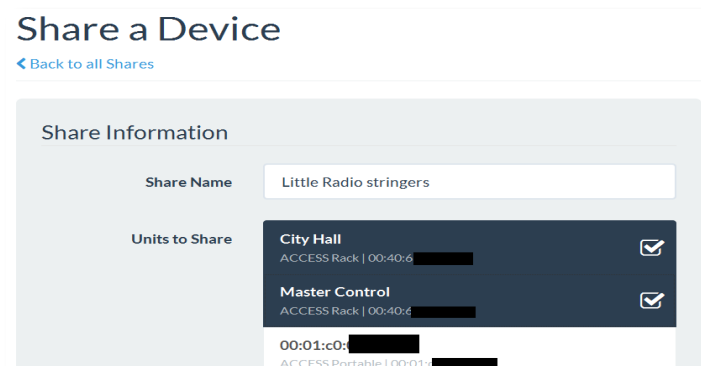 Share a Device
Back to all Shares
Share Information
Share Name
Little Radio stringers
Units to Share
City Hall
ACCESS Rack | 00:40:6
Master Control
ACCESS Rack | 00:40:6
00:01:c0:
ACCESS Portable | 00:01: